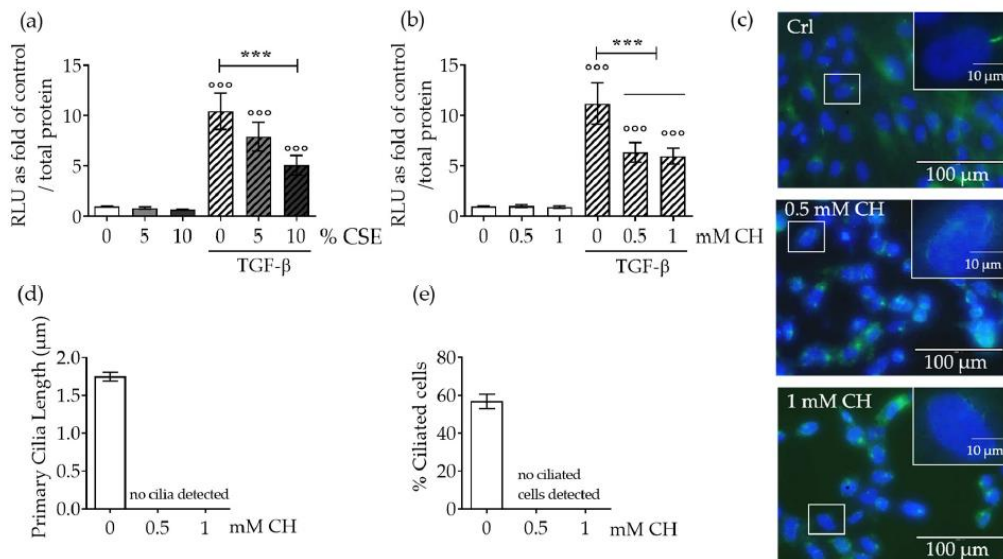 (a)
RLU as fold of control
/ total protein
15
10
5
0
***
°°°
°°°
°°°
0 5 10 0 5 10 % CSE
TGF-β
(b)
RLU as fold of control
/total protein
15
10
5
0
***
°°°
°°°
°°°
0 0.5 1 0 0.5 1 mM CH
TGF-β
(c)
Crl
10 µm
100 µm
0.5 mM CH
10 µm
100 µm
1 mM CH
10 µm
100 µm
(d)
Primary Cilia Length (µm)
2.0
1.5
1.0
0.5
0.0
no cilia detected
0 0.5 1 mM CH
(e)
% Ciliated cells
80
60
40
20
0
no ciliated
cells detected
0 0.5 1 mM CH